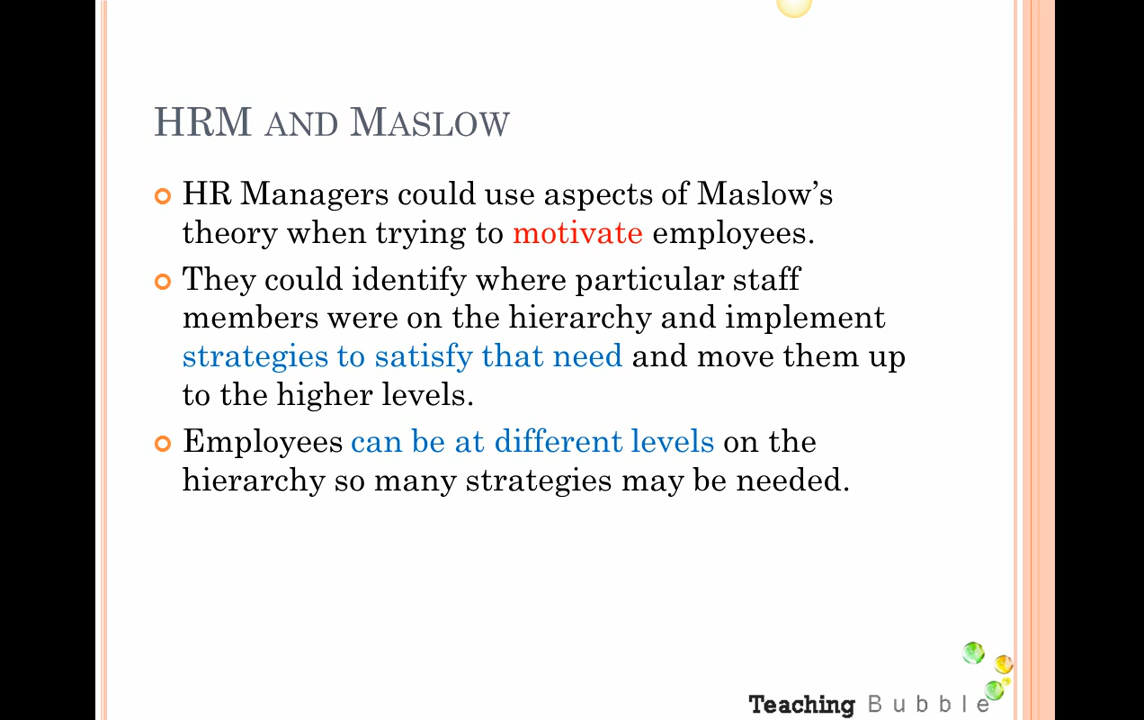 HRM AND MASLOW
HR Managers could use aspects of Maslow’s
theory when trying to motivate employees.
They could identify where particular staff
members were on the hierarchy and implement
strategies to satisfy that need and move them up
to the higher levels.
Employees can be at different levels on the
hierarchy so many strategies may be needed.
Teaching Bubble